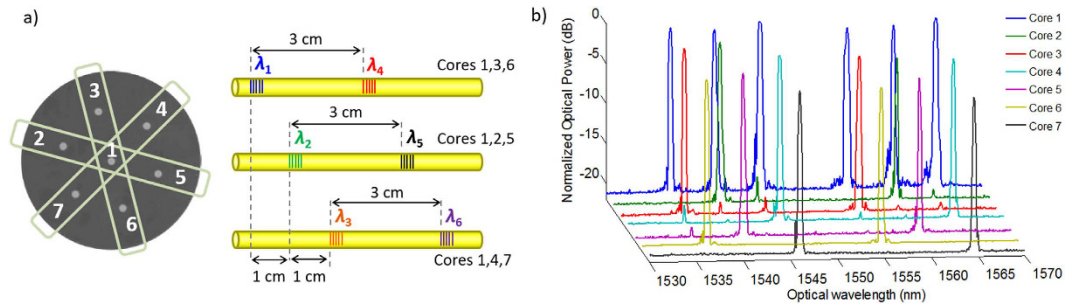 a)
3
4
2
1
5
7
6
3 cm
λ1
λ4
Cores 1,3,6
3 cm
λ2
λ5
Cores 1,2,5
3 cm
λ3
λ6
Cores 1,4,7
1 cm
1 cm
b)
Normalized Optical Power (dB)
0
-5
-10
-15
-20
1530
1535
1540
1545
1550
1555
1560
1565
1570
Optical wavelength (nm)
Core 1
Core 2
Core 3
Core 4
Core 5
Core 6
Core 7